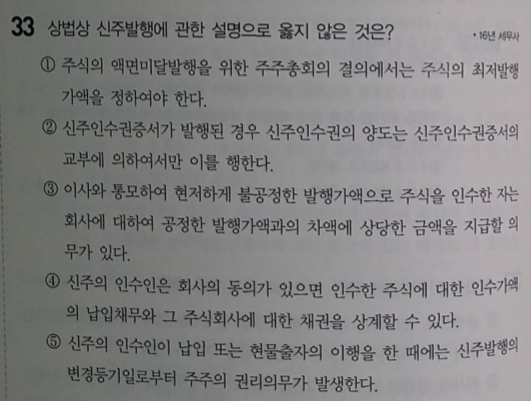 33 상법상 신주발행에 관한 설명으로 옳지 않은 것은? • 16년 세무사
① 주식의 액면미달발행을 위한 주주총회의 결의에서는 주식의 최저발행
가액을 정하여야 한다.
② 신주인수권증서가 발행된 경우 신주인수권의 양도는 신주인수권증서의
교부에 의하여서만 이를 행한다.
③ 이사와 통모하여 현저하게 불공정한 발행가액으로 주식을 인수한 자는
회사에 대하여 공정한 발행가액과의 차액에 상당한 금액을 지급할 의
무가 있다.
④ 신주의 인수인은 회사의 동의가 있으면 인수한 주식에 대한 인수가액
의 납입채무와 그 주식회사에 대한 채권을 상계할 수 있다.
⑤ 신주의 인수인이 납입 또는 현물출자의 이행을 한 때에는 신주발행의
변경등기일로부터 주주의 권리의무가 발생한다.